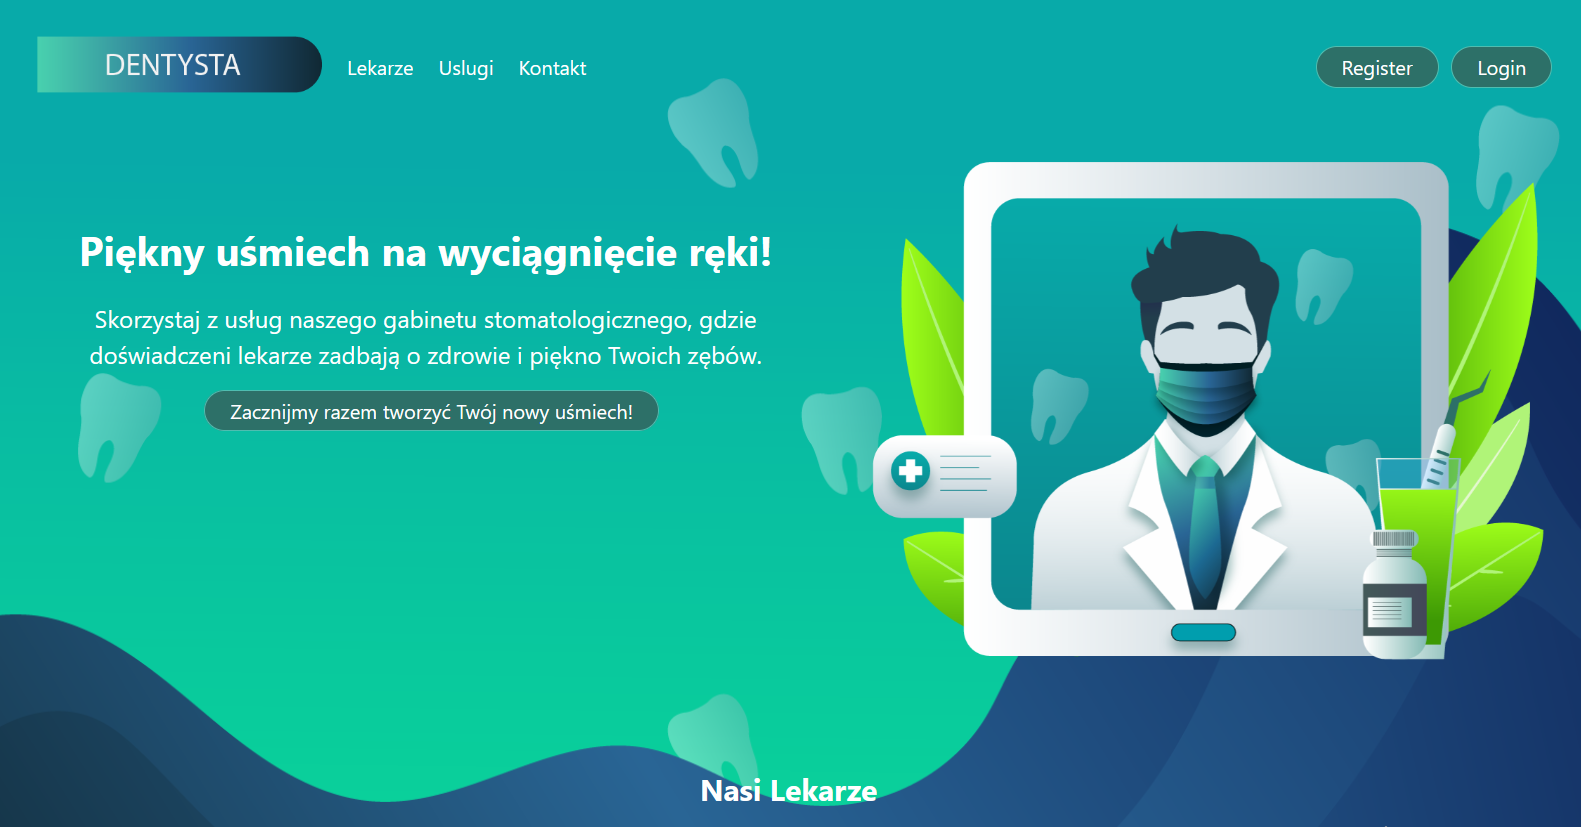 DENTYSTA
Lekarze
Uslugi
Kontakt
Register
Login
Piękny uśmiech na wyciągnięcie ręki!
Skorzystaj z usług naszego gabinetu stomatologicznego, gdzie
doświadczeni lekarze zadbają o zdrowie i piękno Twoich zębów.
Zacznijmy razem tworzyć Twój nowy uśmiech!
Nasi Lekarze